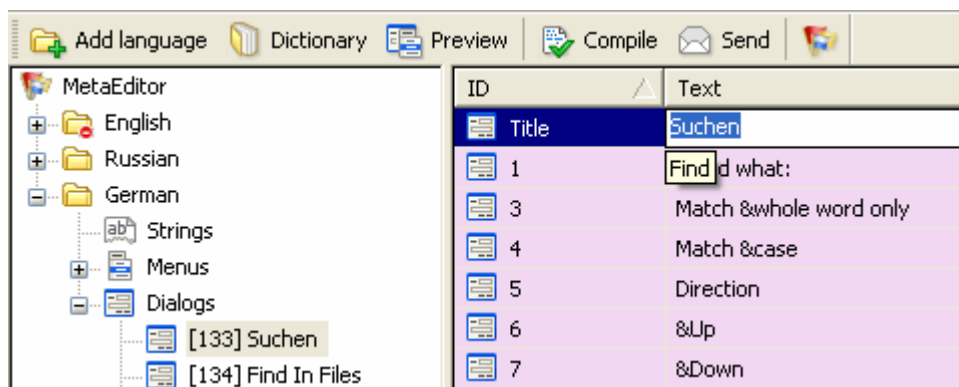 Add language Dictionary Preview Compile Send
MetaEditor
English
Russian
German
ab
Strings
Menus
Dialogs
[133] Suchen
[134] Find In Files
ID Text
Title Suchen
Find
1 d what:
3 Match &whole word only
4 Match &case
5 Direction
6 &Up
7 &Down